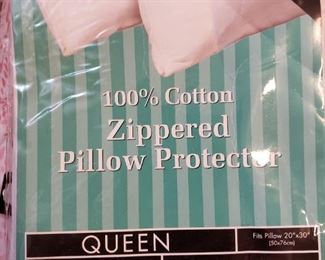 100% Cotton
Zippered
Pillow Protector
QUEEN
Fits Pillow 20"x30"
(50x76cm)